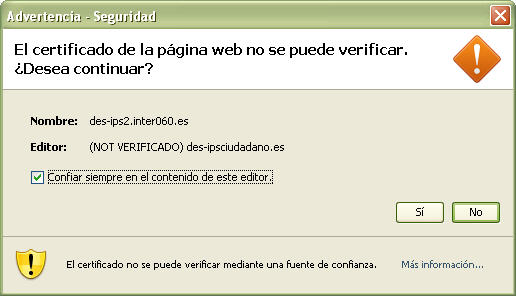 Advertencia - Seguridad
El certificado de la página web no se puede verificar.
¿Desea continuar?
Nombre: des-ips2.inter060.es
Editor: (NOT VERIFICADO) des-ipsciudadano.es
Confiar siempre en el contenido de este editor.
Sí No
El certificado no se puede verificar mediante una fuente de confianza. Más información...